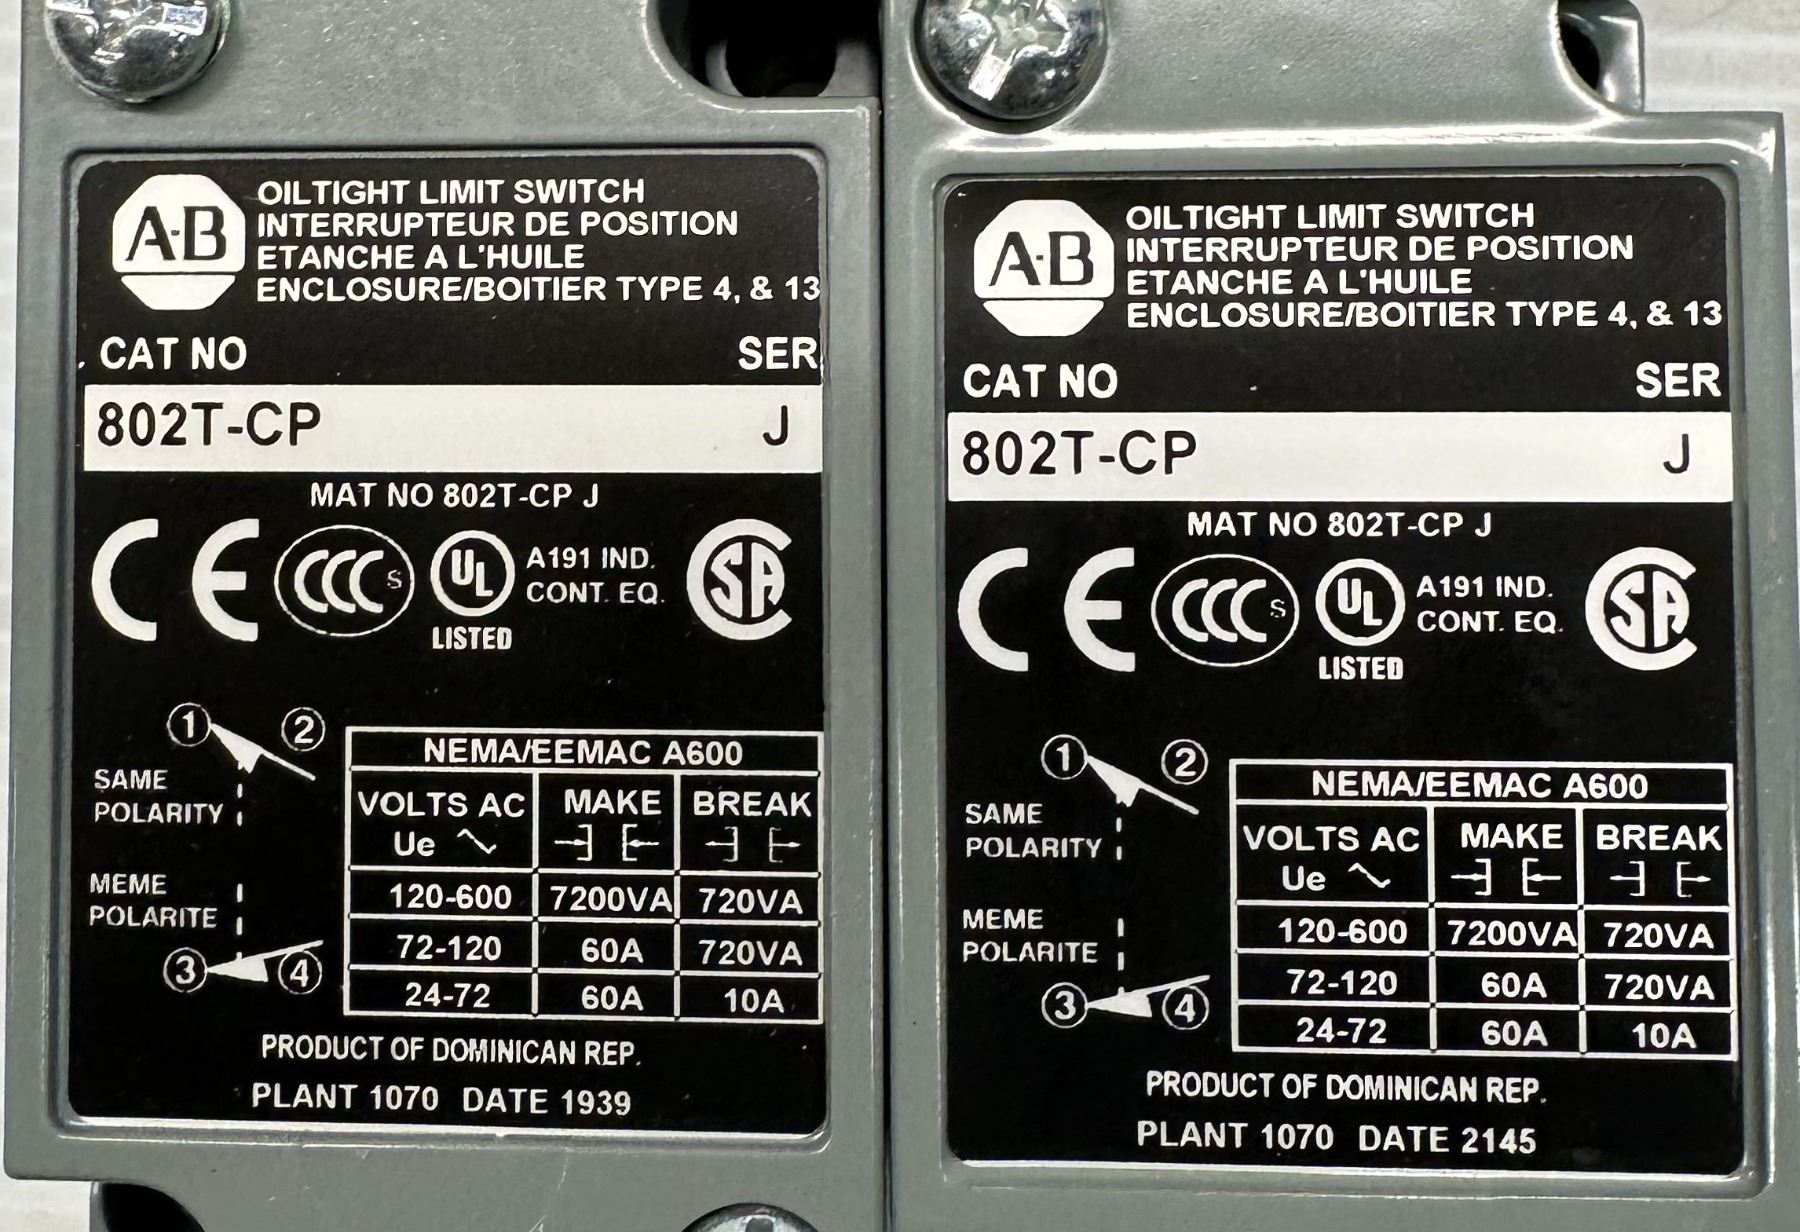 A-B
OILTIGHT LIMIT SWITCH
INTERRUPTEUR DE POSITION
ETANCHE A L'HUILE
ENCLOSURE/BOITIER TYPE 4, & 13
CAT NO SER
802T-CP J
MAT NO 802T-CP J
CE CCC S UL A191 IND. SA
CONT. EQ.
LISTED
1 2
SAME
POLARITY
MEME
POLARITE
3 4
NEMA/EEMAC A600
VOLTS AC MAKE BREAK
Ue
120-600 7200VA 720VA
72-120 60A 720VA
24-72 60A 10A
PRODUCT OF DOMINICAN REP.
PLANT 1070 DATE 1939
A-B
OILTIGHT LIMIT SWITCH
INTERRUPTEUR DE POSITION
ETANCHE A L'HUILE
ENCLOSURE/BOITIER TYPE 4, & 13
CAT NO SER
802T-CP J
MAT NO 802T-CP J
CE CCC S UL A191 IND. SA
CONT. EQ.
LISTED
1 2
SAME
POLARITY
MEME
POLARITE
3 4
NEMA/EEMAC A600
VOLTS AC MAKE BREAK
Ue
120-600 7200VA 720VA
72-120 60A 720VA
24-72 60A 10A
PRODUCT OF DOMINICAN REP.
PLANT 1070 DATE 2145